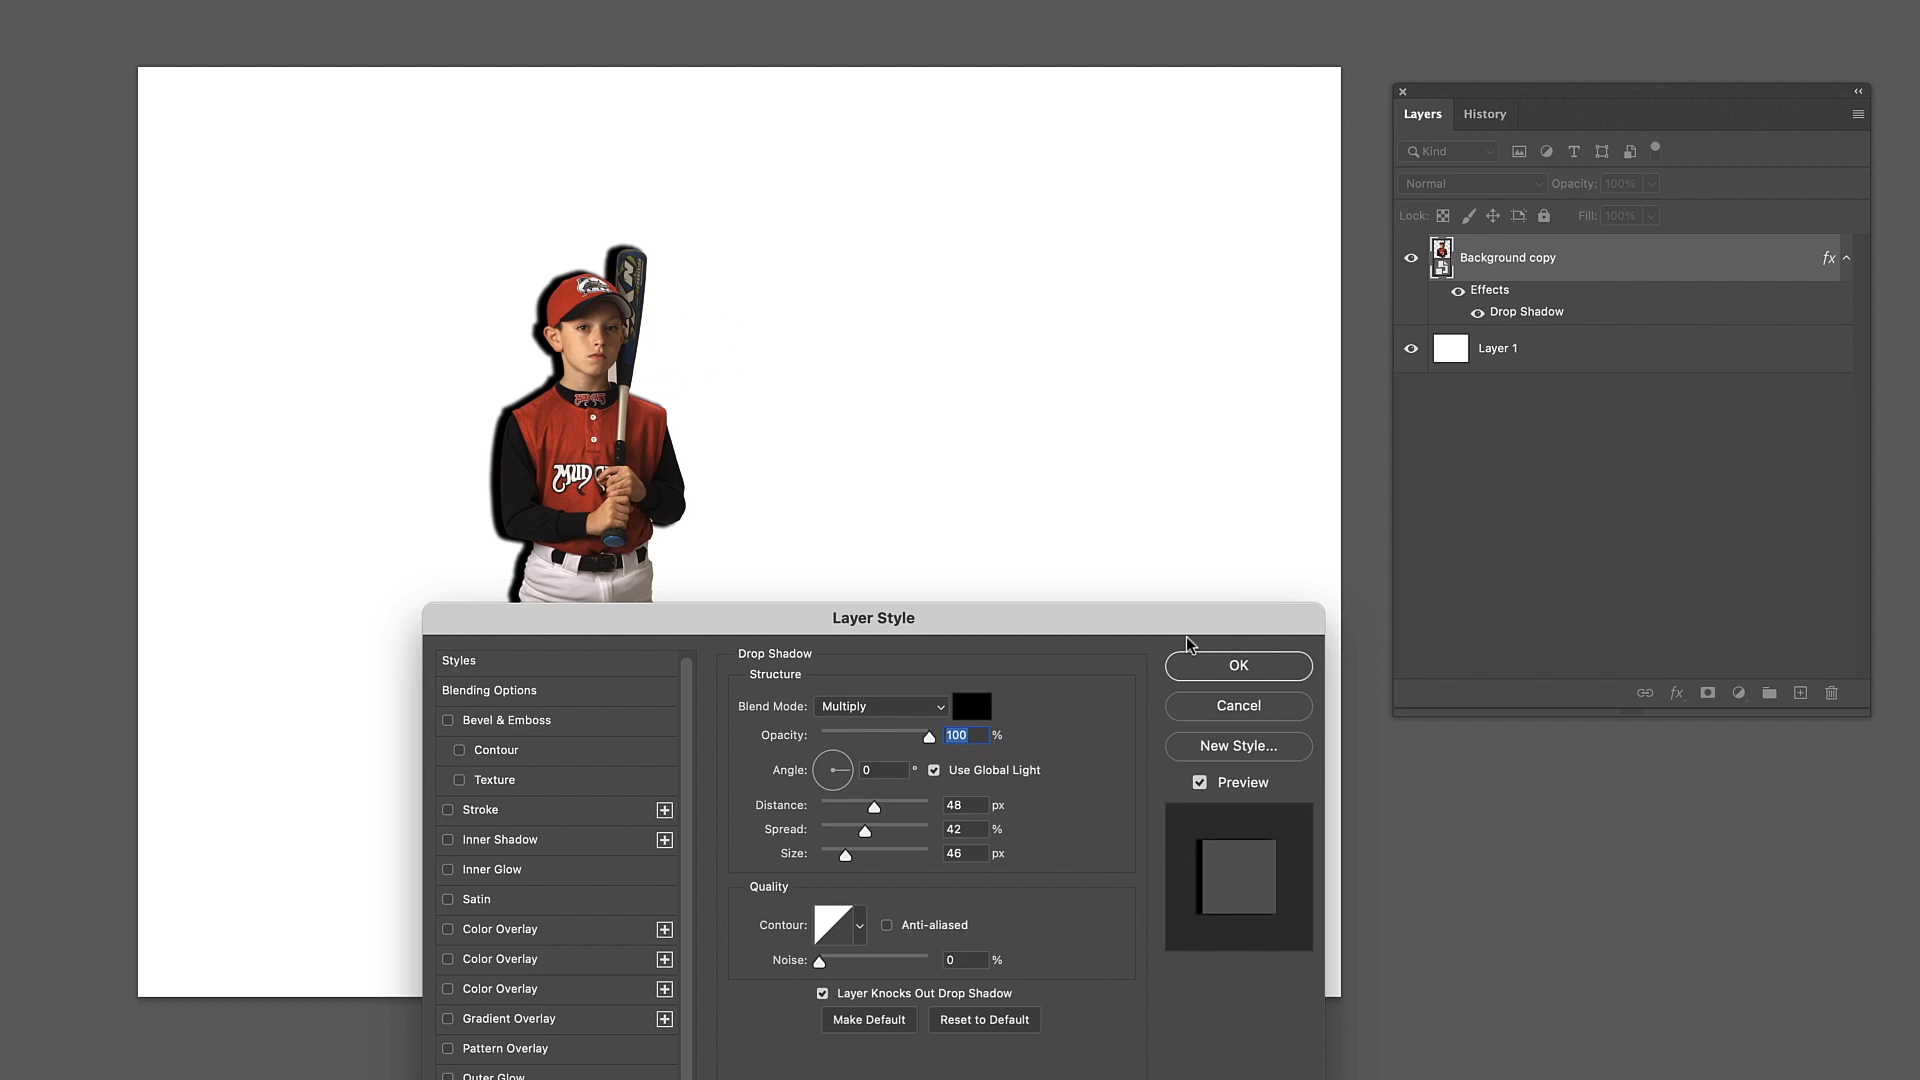 Layers History
Kind
Normal Opacity: 100%
Lock: Fill: 100%
Background copy fx
Effects
Drop Shadow
Layer 1
fx
Layer Style
Styles
Blending Options
Bevel & Emboss
Contour
Texture
Stroke
Inner Shadow
Inner Glow
Satin
Color Overlay
Color Overlay
Color Overlay
Gradient Overlay
Pattern Overlay
Outer Glow
Drop Shadow
Structure
Blend Mode: Multiply
Opacity: 100 %
Angle: 0 ° Use Global Light
Distance: 48 px
Spread: 42 %
Size: 46 px
Quality
Contour: Anti-aliased
Noise: 0 %
Layer Knocks Out Drop Shadow
Make Default Reset to Default
OK
Cancel
New Style...
Preview
MUD